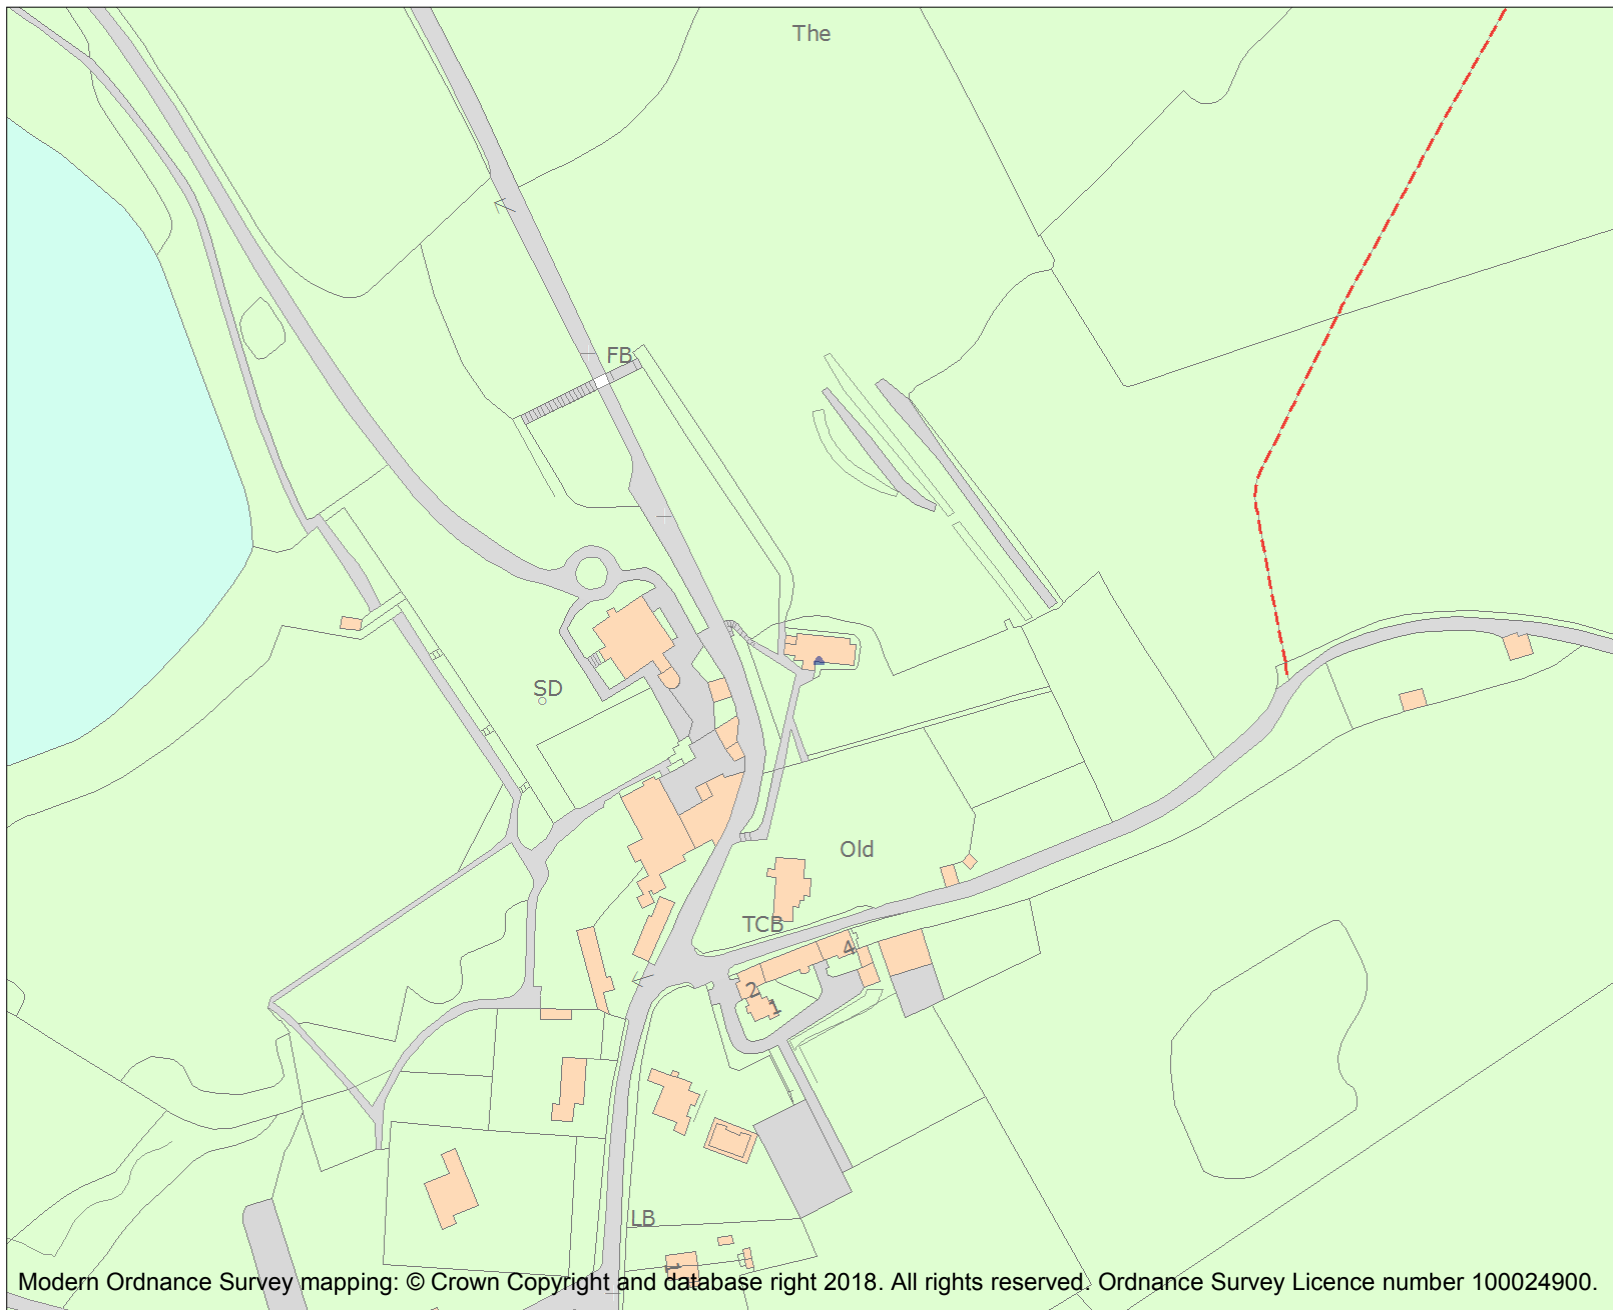 The
FB
SD
Old
TCB
4
2
1
LB
1
Modern Ordnance Survey mapping: © Crown Copyright and database right 2018. All rights reserved. Ordnance Survey Licence number 100024900.